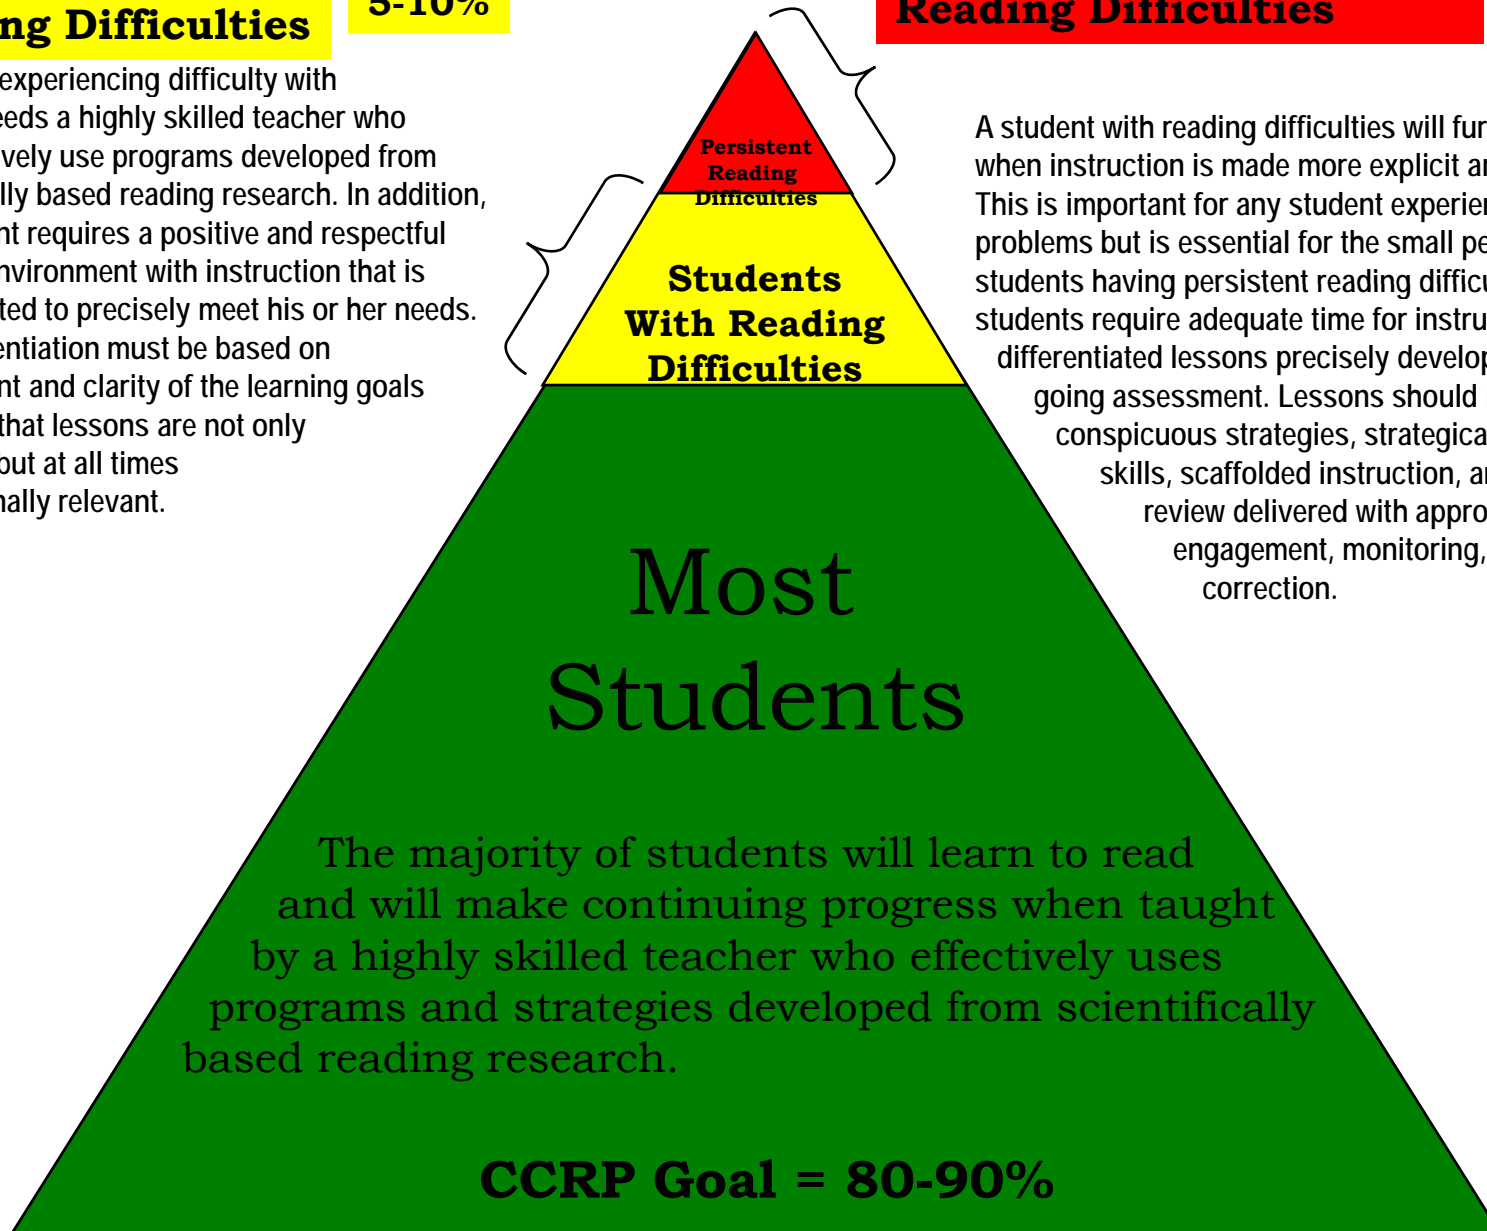 ng Difficulties
5-10%
experiencing difficulty with
eeds a highly skilled teacher who
ively use programs developed from
lly based reading research. In addition,
nt requires a positive and respectful
nvironment with instruction that is
ted to precisely meet his or her needs.
entiation must be based on
nt and clarity of the learning goals
that lessons are not only
but at all times
nally relevant.
Reading Difficulties
A student with reading difficulties will fur
when instruction is made more explicit a
This is important for any student experie
problems but is essential for the small pe
students having persistent reading difficu
students require adequate time for instru
differentiated lessons precisely develop
going assessment. Lessons should
conspicuous strategies, strategica
skills, scaffolded instruction, a
review delivered with appro
engagement, monitoring,
correction.
Persistent
Reading
Difficulties
Students
With Reading
Difficulties
Most
Students
The majority of students will learn to read
and will make continuing progress when taught
by a highly skilled teacher who effectively uses
programs and strategies developed from scientifically
based reading research.
CCRP Goal = 80-90%